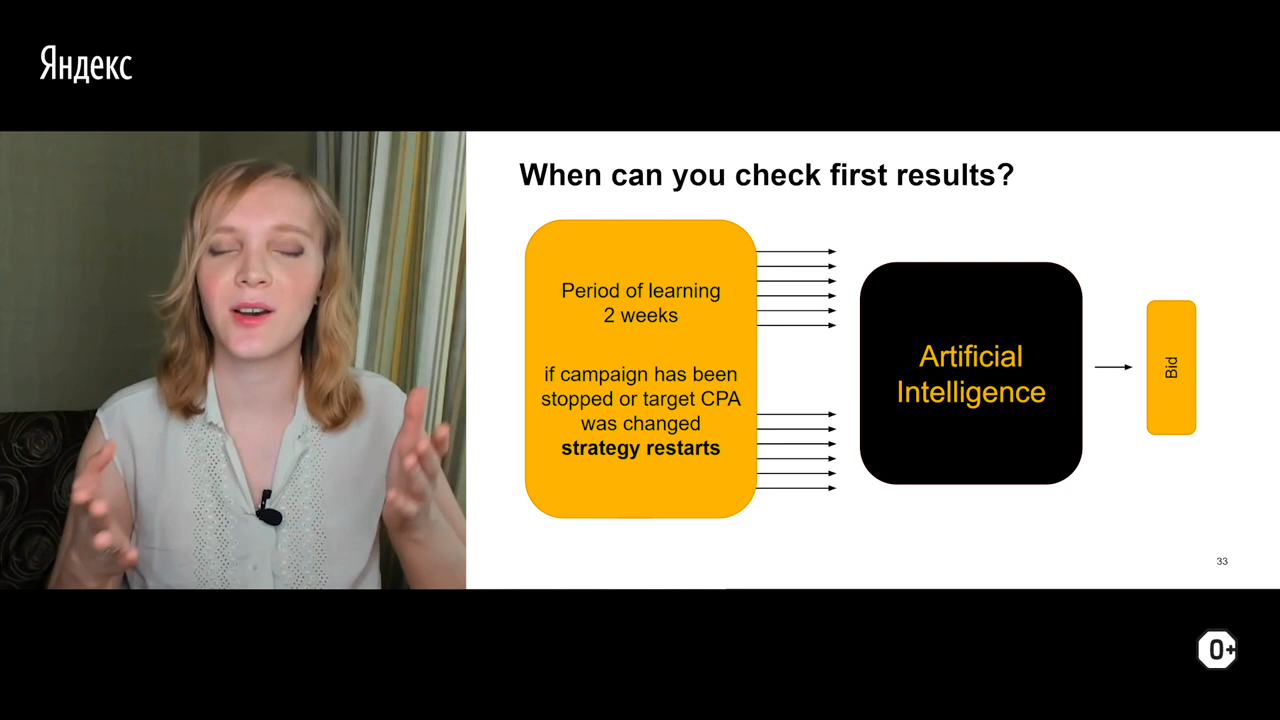 Яндекс
When can you check first results?
Period of learning
2 weeks
if campaign has been
stopped or target CPA
was changed
strategy restarts
Artificial
Intelligence
Bid
33
0+